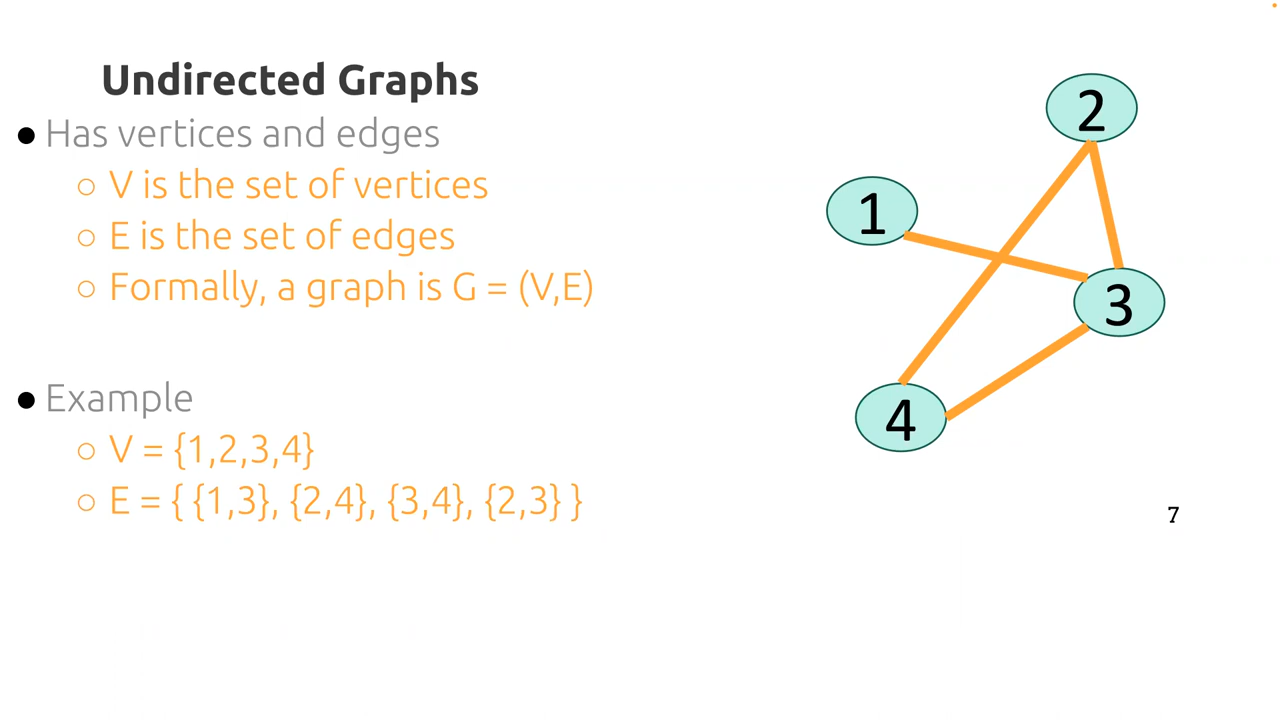 Undirected Graphs
● Has vertices and edges
○ V is the set of vertices
○ E is the set of edges
○ Formally, a graph is G = (V,E)
● Example
○ V = {1,2,3,4}
○ E = { {1,3}, {2,4}, {3,4}, {2,3} }
2
1
3
4
7